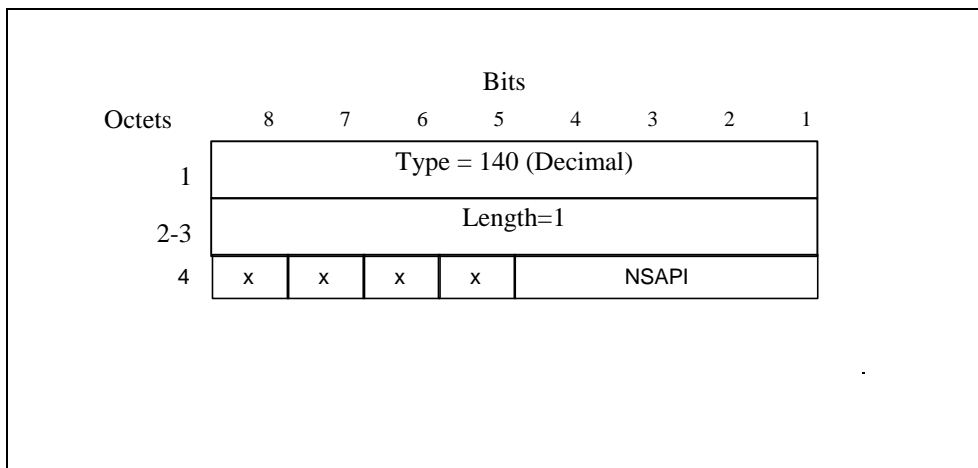 Bits
Octets 8 7 6 5 4 3 2 1
1 Type = 140 (Decimal)
2-3 Length=1
4 x x x x NSAPI